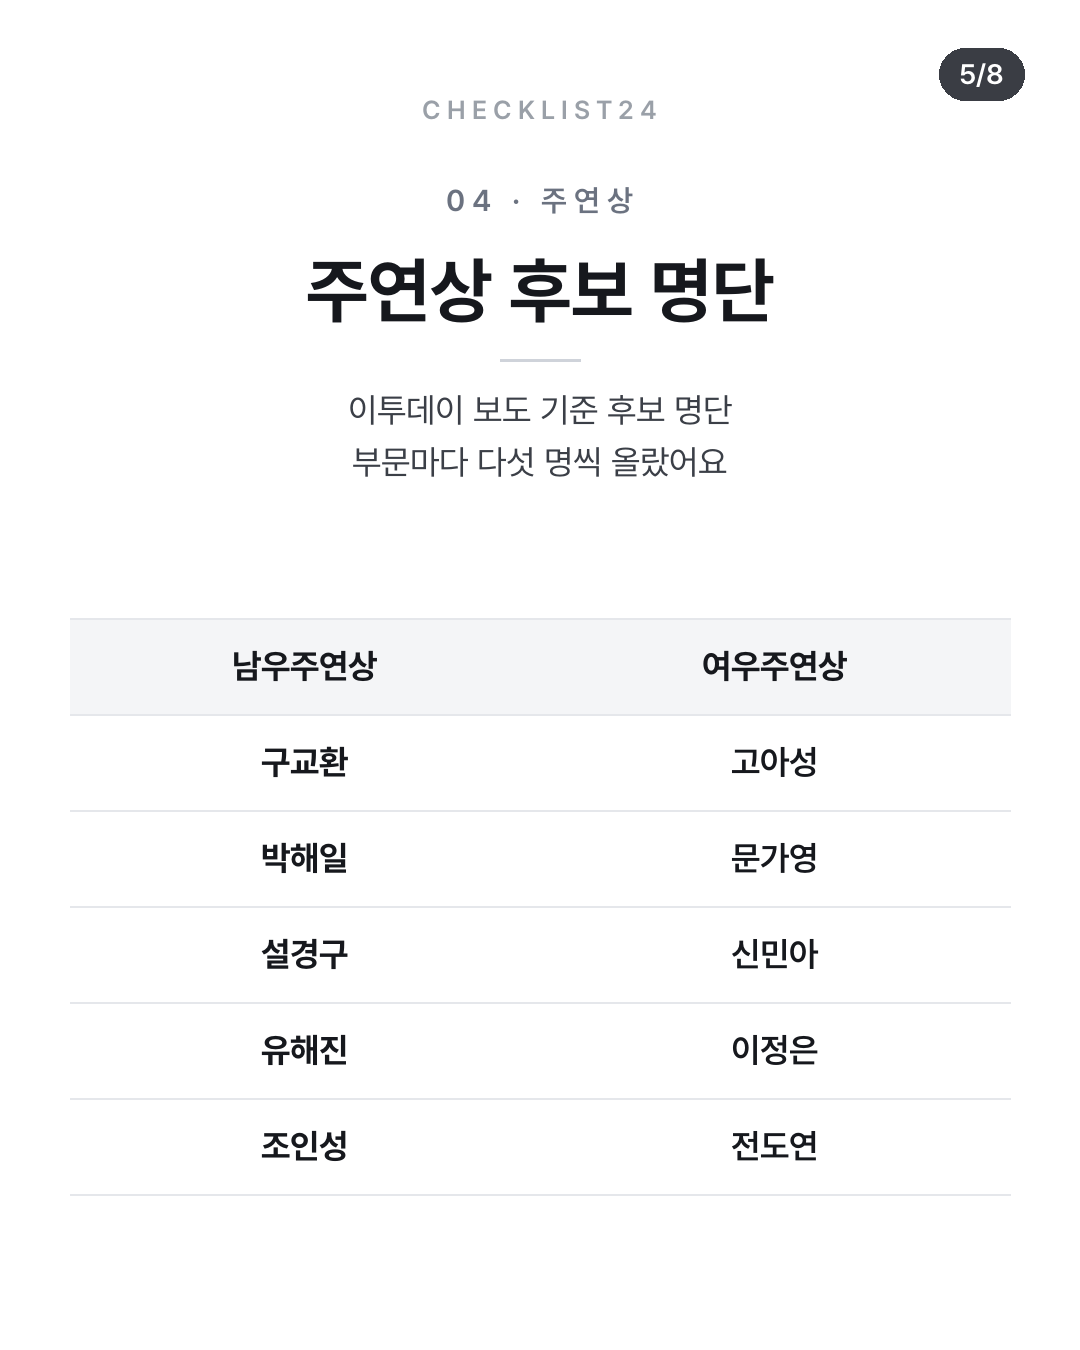 5/8
CHECKLIST24
04 · 주연상
주연상 후보 명단
이투데이 보도 기준 후보 명단
부문마다 다섯 명씩 올랐어요
남우주연상 여우주연상
구교환 고아성
박해일 문가영
설경구 신민아
유해진 이정은
조인성 전도연